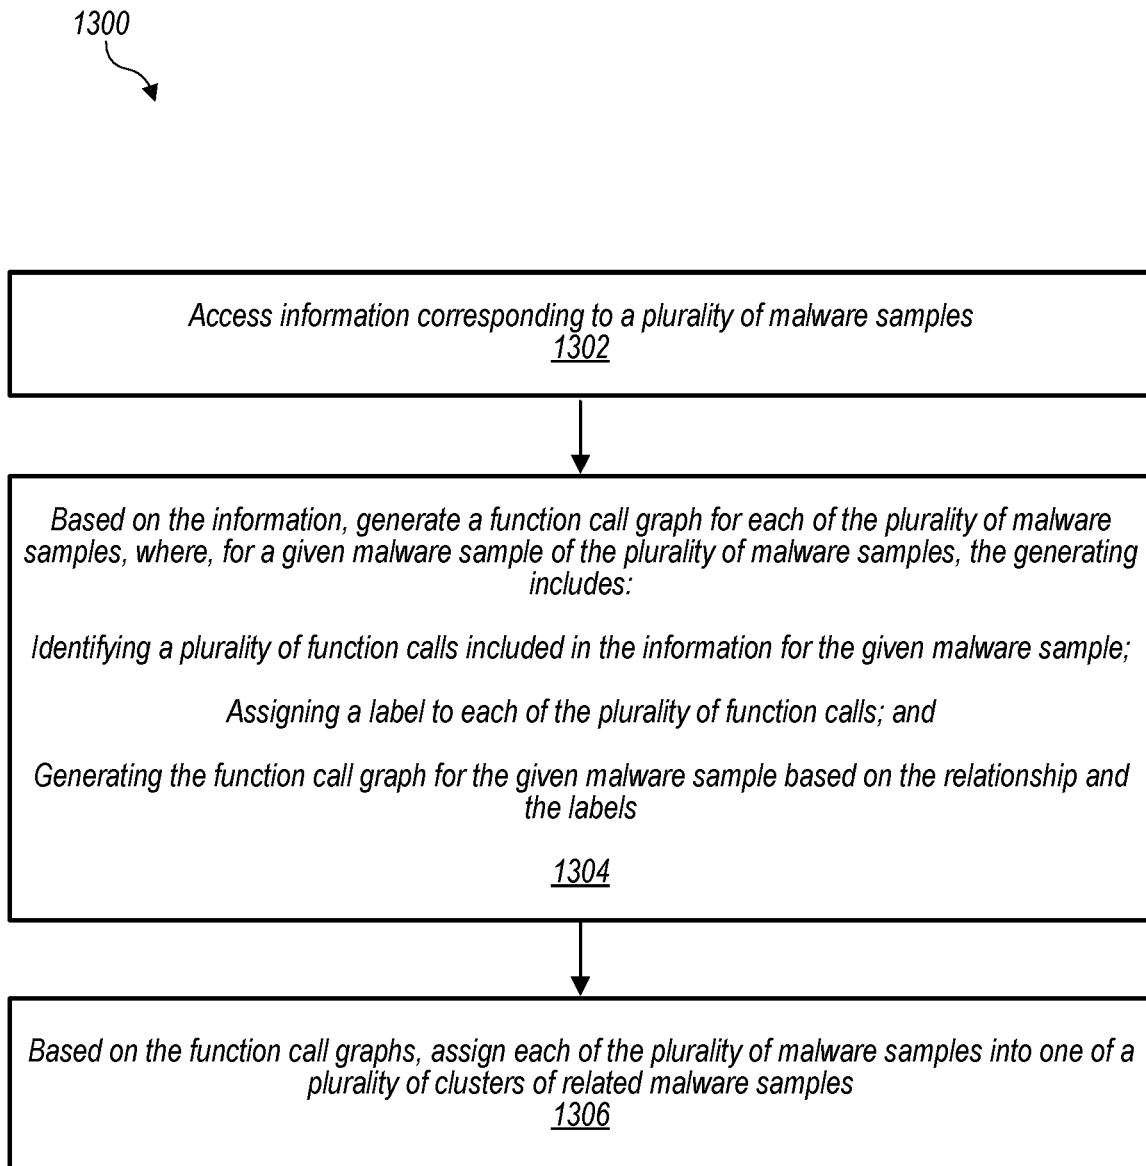 1300
Access information corresponding to a plurality of malware samples
1302
Based on the information, generate a function call graph for each of the plurality of malware
samples, where, for a given malware sample of the plurality of malware samples, the generating
includes:
Identifying a plurality of function calls included in the information for the given malware sample;
Assigning a label to each of the plurality of function calls; and
Generating the function call graph for the given malware sample based on the relationship and
the labels
1304
Based on the function call graphs, assign each of the plurality of malware samples into one of a
plurality of clusters of related malware samples
1306